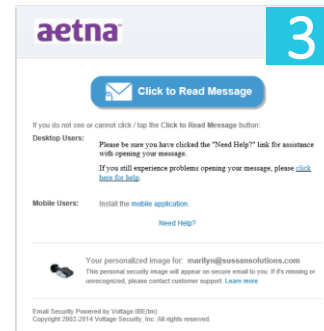 aetna™
3
Click to Read Message
If you do not see or cannot click / tap the Click to Read Message button:
Desktop Users:
Please be sure you have clicked the "Need Help?" link for assistance
with opening your message.
If you still experience problems opening your message, please click
here for help.
Mobile Users: Install the mobile application.
Need Help?
Your personalized image for: marilyn@sussansolutions.com
This personal security image will appear on secure email to you. If it's missing or
unrecognized, please contact customer support. Learn more
Email Security Powered by Voltage IBE(tm)
Copyright 2002-2014 Voltage Security, Inc. All rights reserved.